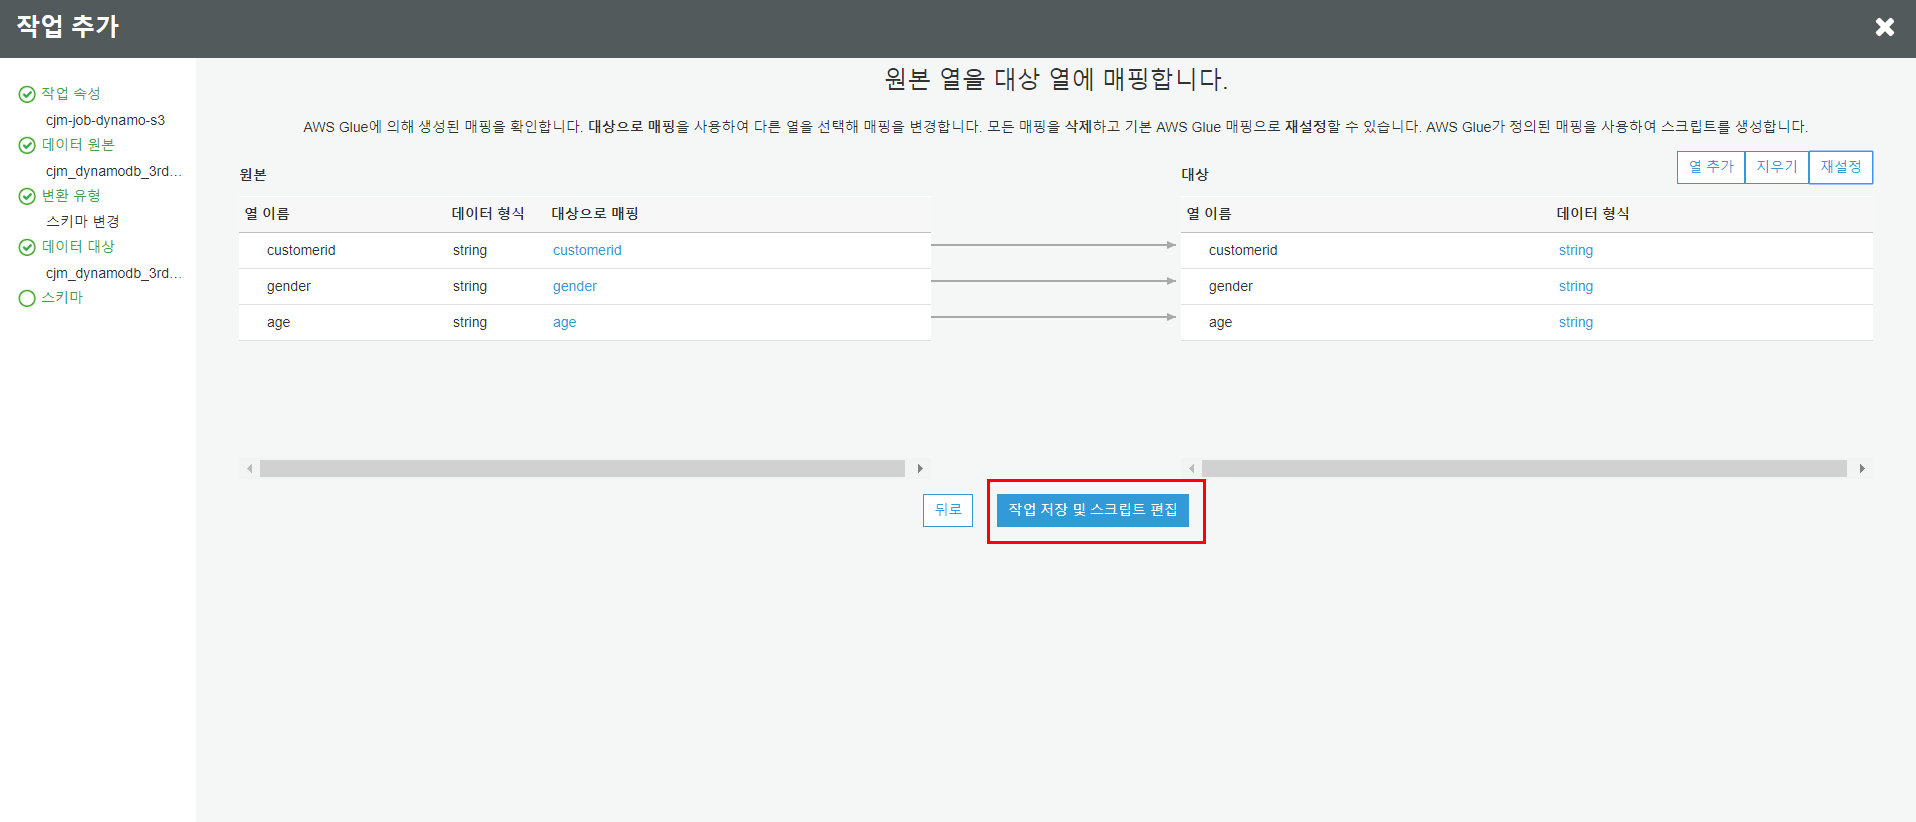 작업 추가
작업 속성
cjm-job-dynamo-s3
데이터 원본
cjm_dynamodb_3rd...
변환 유형
스키마 변경
데이터 대상
cjm_dynamodb_3rd...
스키마
원본 열을 대상 열에 매핑합니다.
AWS Glue에 의해 생성된 매핑을 확인합니다. 대상으로 매핑을 사용하여 다른 열을 선택해 매핑을 변경합니다. 모든 매핑을 삭제하고 기본 AWS Glue 매핑으로 재설정할 수 있습니다. AWS Glue가 정의된 매핑을 사용하여 스크립트를 생성합니다.
열 추가 지우기 재설정
원본
열 이름 데이터 형식 대상으로 매핑
customerid string customerid
gender string gender
age string age
대상
열 이름 데이터 형식
customerid string
gender string
age string
뒤로 작업 저장 및 스크립트 편집